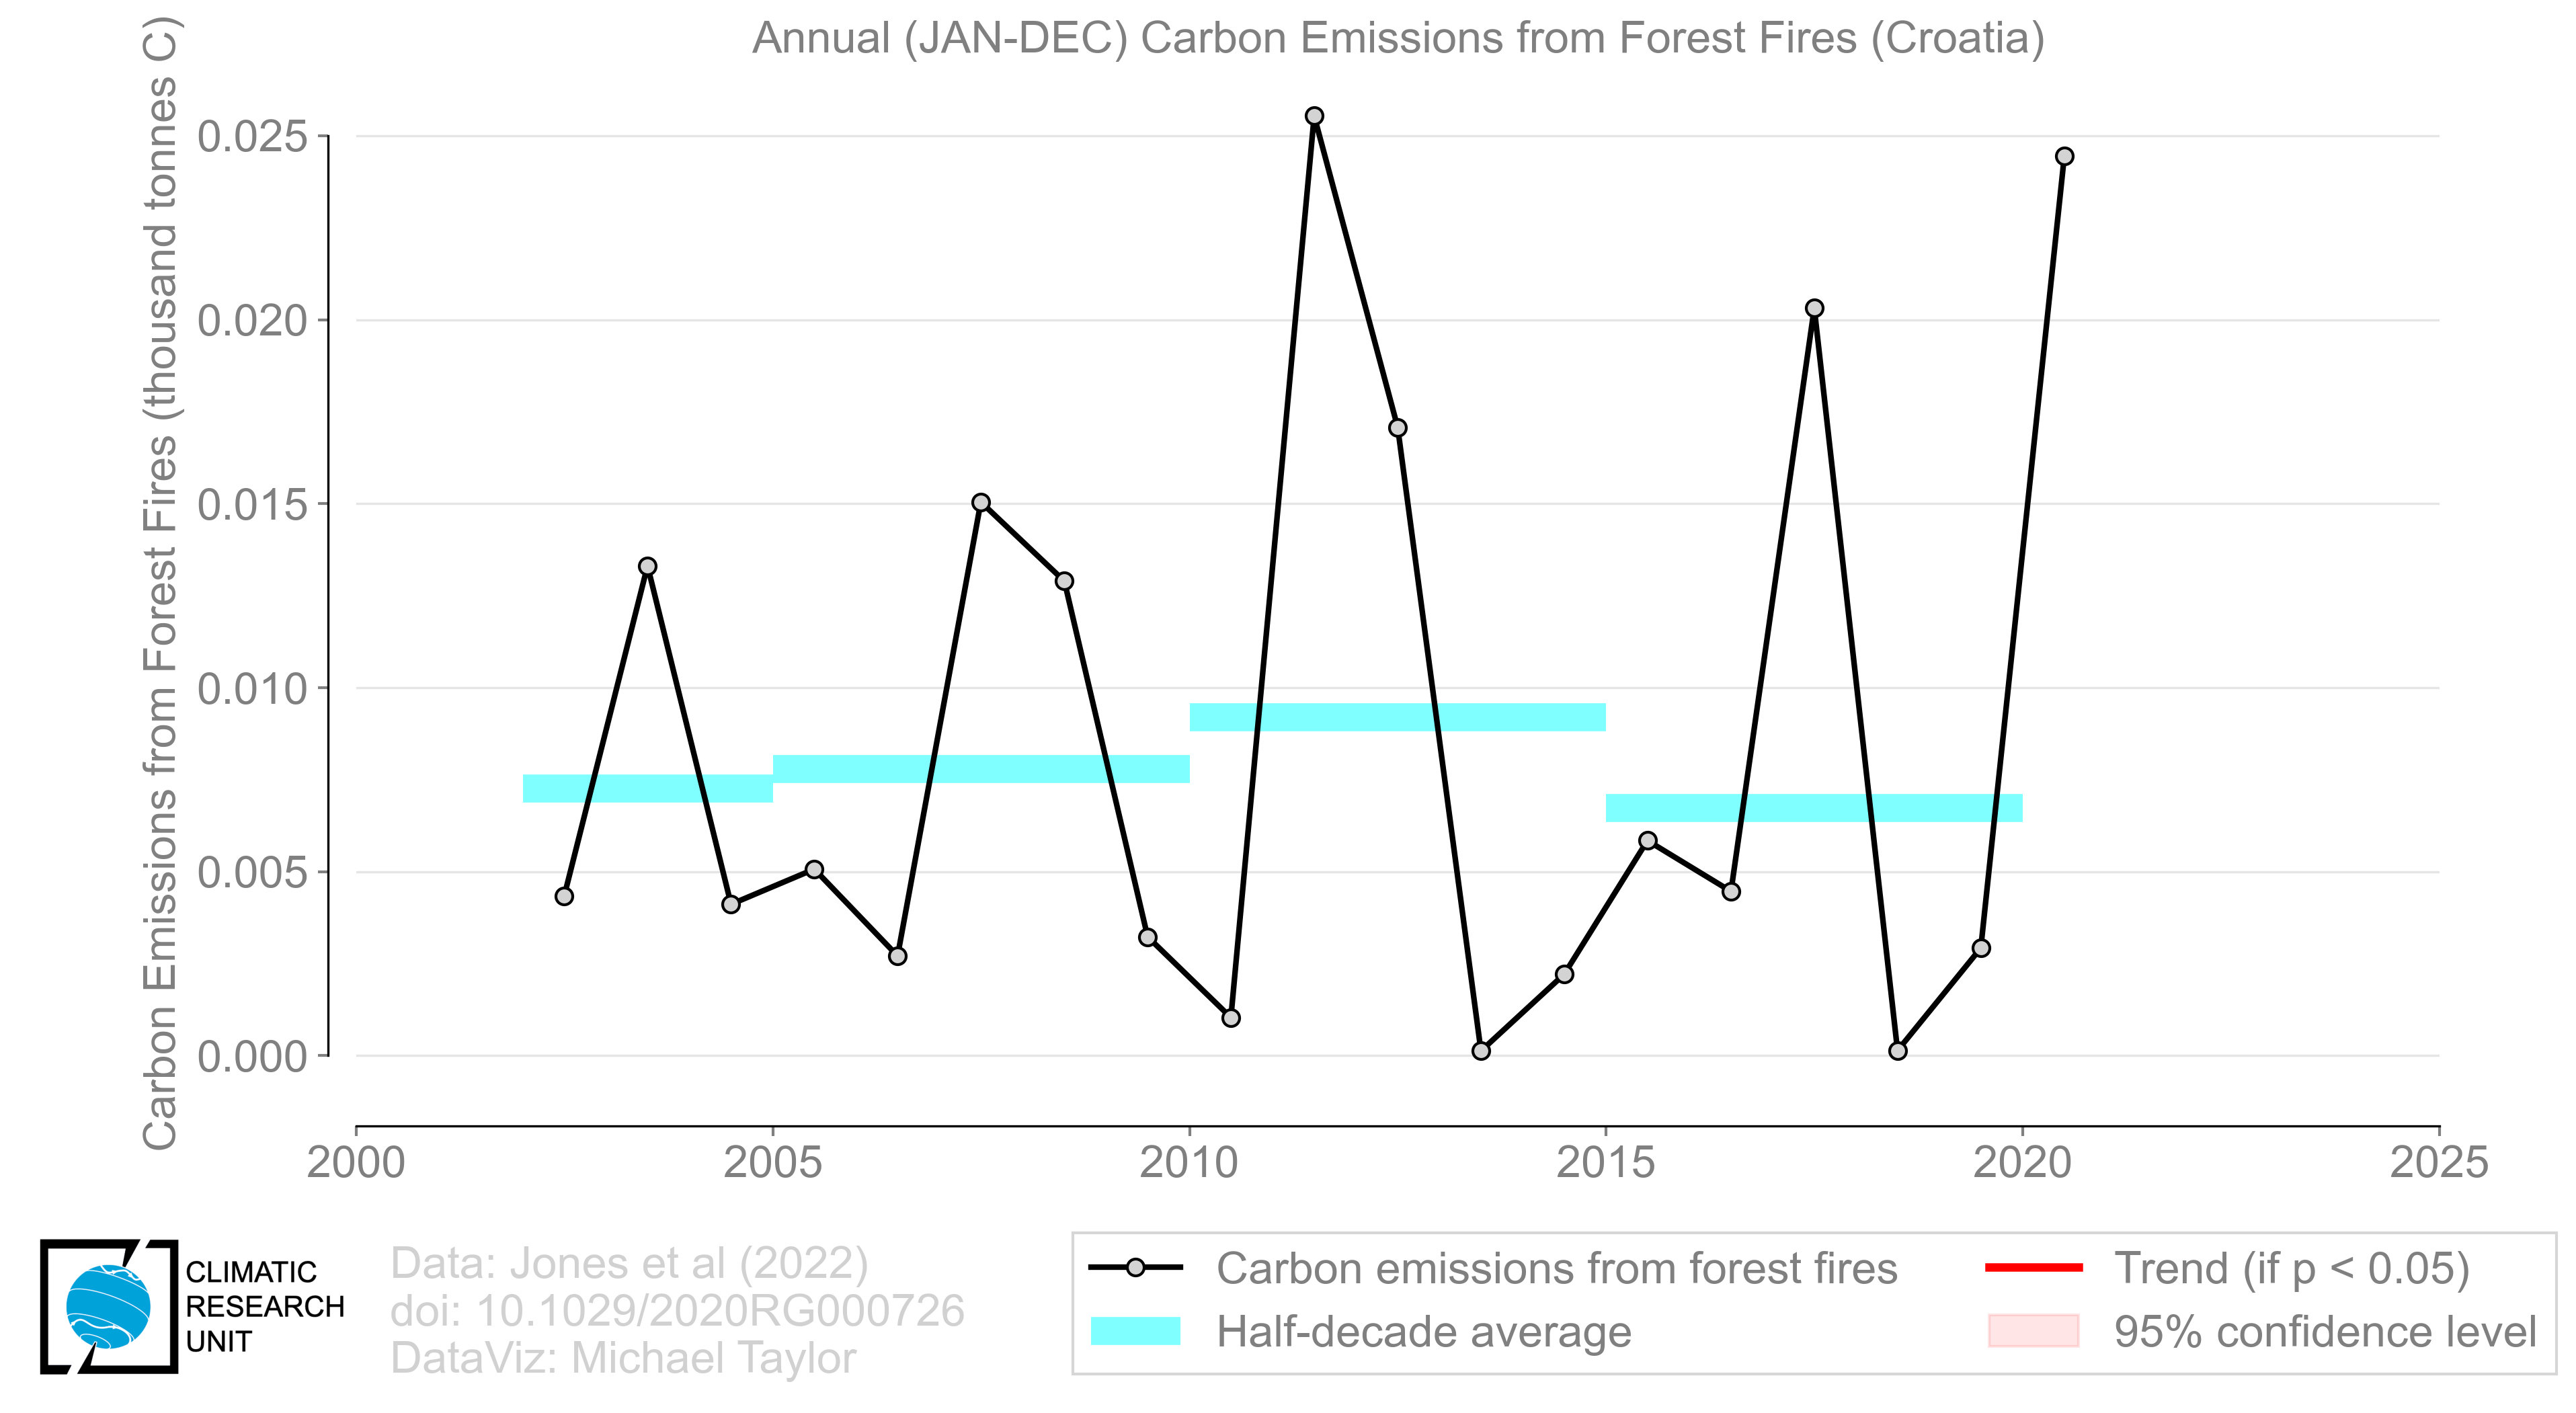 Annual (JAN-DEC) Carbon Emissions from Forest Fires (Croatia)
Carbon Emissions from Forest Fires (thousand tonnes C)
0.025
0.020
0.015
0.010
0.005
0.000
2000
2005
2010
2015
2020
2025
CLIMATIC
RESEARCH
UNIT
Data: Jones et al (2022)
doi: 10.1029/2020RG000726
DataViz: Michael Taylor
Carbon emissions from forest fires
Half-decade average
Trend (if p < 0.05)
95% confidence level